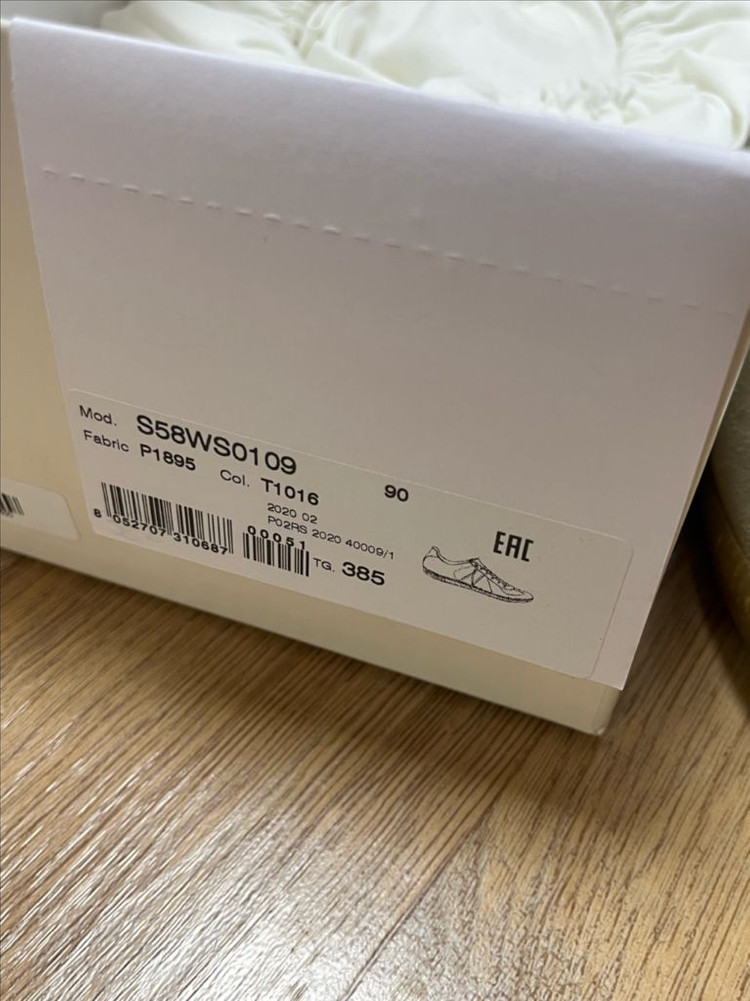 Mod. S58WS0109
Fabric P1895 Col. T1016 90
2020 02
P02RS 2020 40009/1
8 052707 310687 00051 TG. 385
EAC